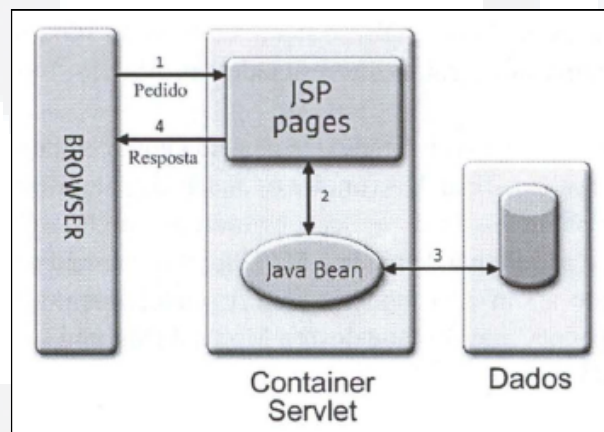 1
Pedido
4
Resposta
BROWSER
JSP
pages
2
Java Bean
3
Container
Servlet
Dados